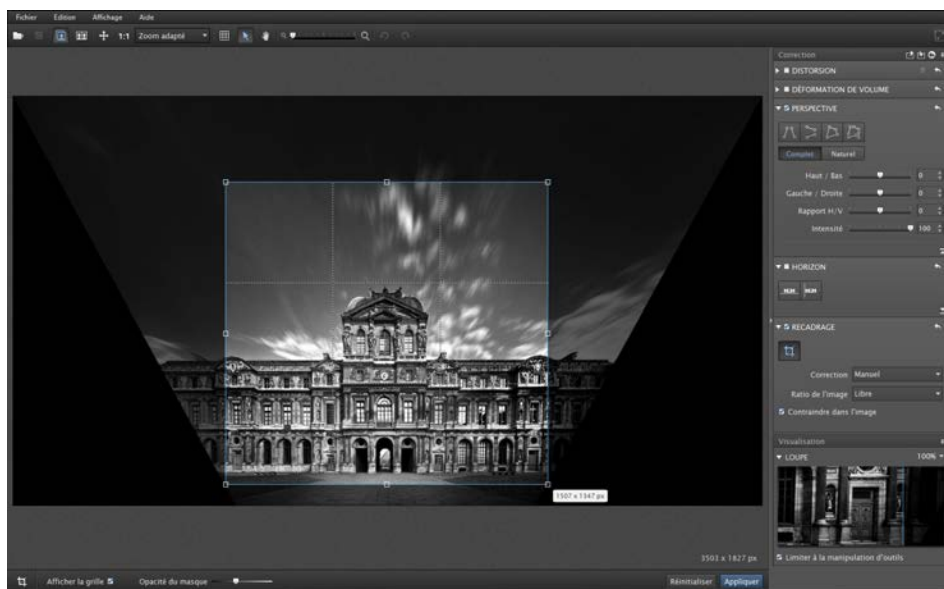 Fichier Edition Affichage Aide
1:1 Zoom adapté
Correction
DISTORSION
DÉFORMATION DE VOLUME
PERSPECTIVE
Complet Naturel
Haut / Bas 0
Gauche / Droite 0
Rapport H/V 0
Intensité 100
HORIZON
RECADRAGE
Correction Manuel
Ratio de l'image Libre
Contraindre dans l'image
Visualisation
LOUPE 100%
1507 x 1347 px
3503 x 1827 px
Limiter à la manipulation d'outils
Afficher la grille Opacité du masque Réinitialiser Appliquer